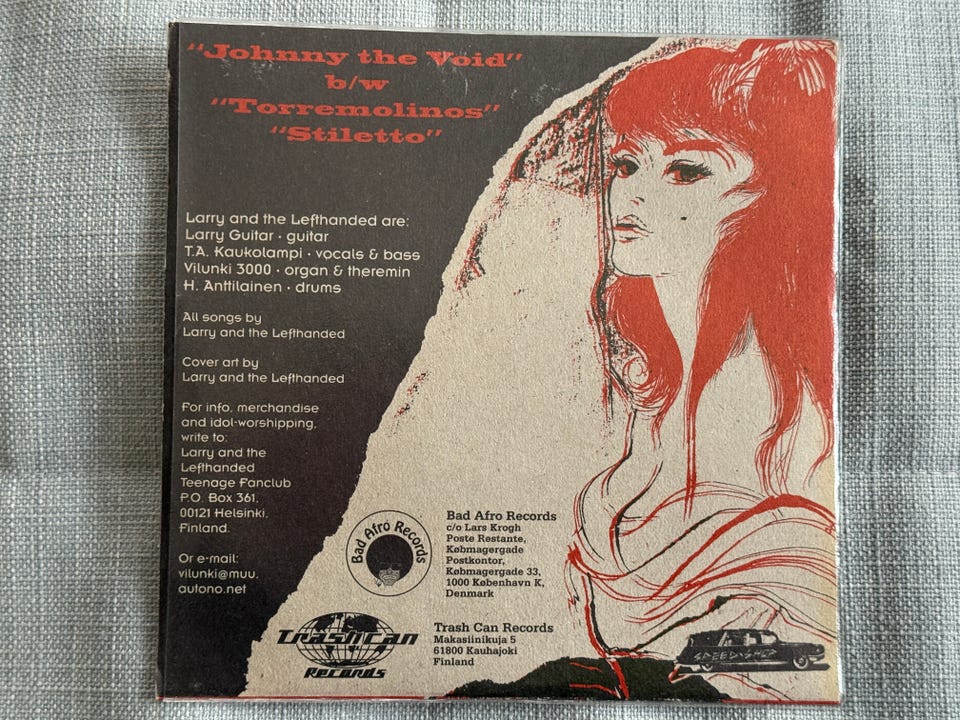 "Johnny the Void"
b/w
"Torremolinos"
"Stiletto"
Larry and the Lefthanded are:
Larry Guitar · guitar
T.A. Kaukolampi · vocals & bass
Vilunki 3000 · organ & theremin
H. Anttilainen · drums
All songs by
Larry and the Lefthanded
Cover art by
Larry and the Lefthanded
For info, merchandise
and idol-worshipping,
write to:
Larry and the
Lefthanded
Teenage Fanclub
P.O. Box 361,
00121 Helsinki,
Finland.
Or e-mail:
vilunki@muu.
autono.net
Bad Afro Records
Bad Afro Records
c/o Lars Krogh
Poste Restante,
Købmagergade
Postkontor,
Købmagergade 33,
1000 København K,
Denmark
Trash Can
Records
Trash Can Records
Makasiinikuja 5
61800 Kauhajoki
Finland
SPEED SHOP